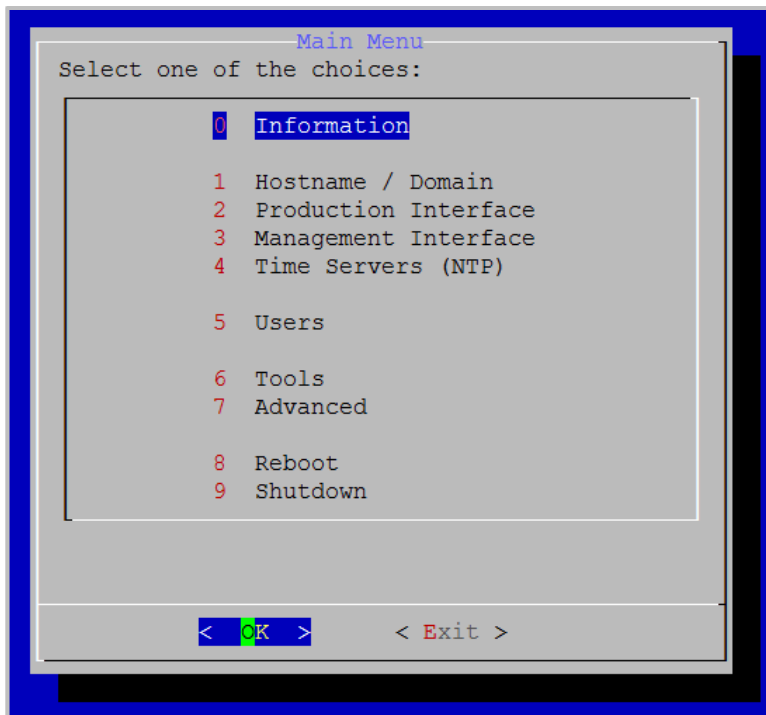 Main Menu
Select one of the choices:
0 Information
1 Hostname / Domain
2 Production Interface
3 Management Interface
4 Time Servers (NTP)
5 Users
6 Tools
7 Advanced
8 Reboot
9 Shutdown
< OK > < Exit >